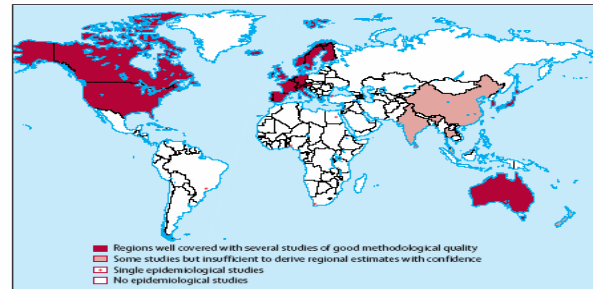 Regions well covered with several studies of good methodological quality
Some studies but insufficient to derive regional estimates with confidence
Single epidemiological studies
No epidemiological studies